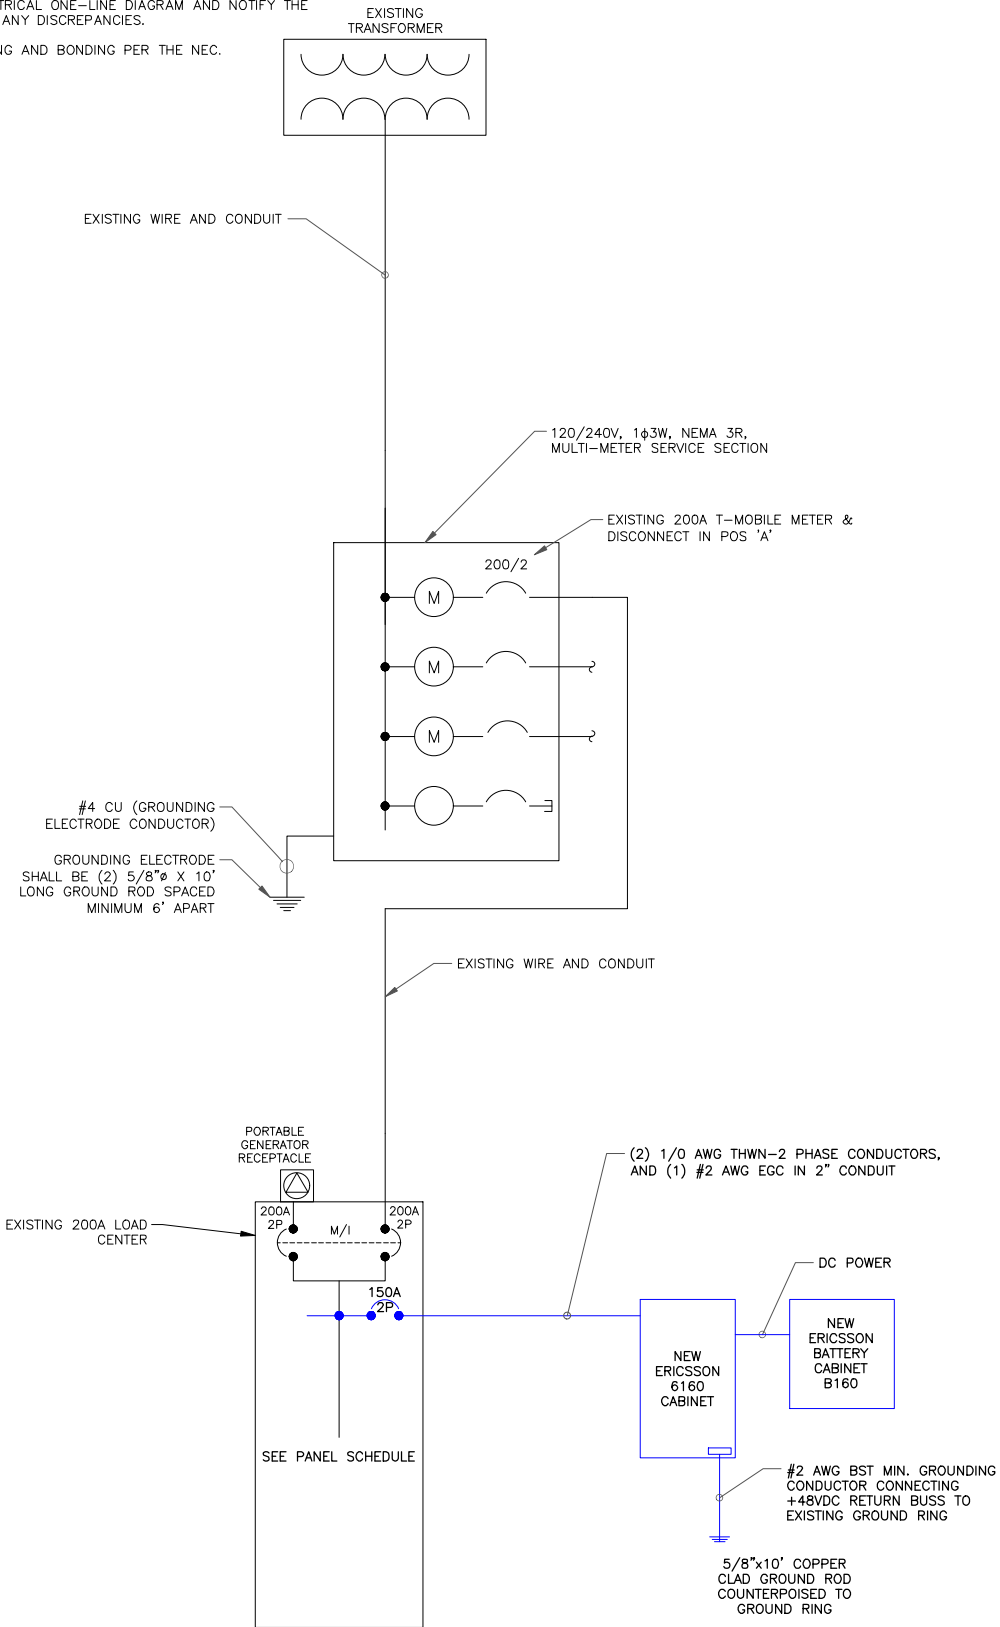 TRICAL ONE-LINE DIAGRAM AND NOTIFY THE
ANY DISCREPANCIES.
NG AND BONDING PER THE NEC.
EXISTING
TRANSFORMER
EXISTING WIRE AND CONDUIT
120/240V, 1ϕ3W, NEMA 3R,
MULTI-METER SERVICE SECTION
EXISTING 200A T-MOBILE METER &
DISCONNECT IN POS 'A'
200/2
M
M
M
#4 CU (GROUNDING
ELECTRODE CONDUCTOR)
GROUNDING ELECTRODE
SHALL BE (2) 5/8"ø X 10'
LONG GROUND ROD SPACED
MINIMUM 6' APART
EXISTING WIRE AND CONDUIT
PORTABLE
GENERATOR
RECEPTACLE
(2) 1/0 AWG THWN-2 PHASE CONDUCTORS,
AND (1) #2 AWG EGC IN 2" CONDUIT
EXISTING 200A LOAD
CENTER
200A
2P
M/I
200A
2P
150A
2P
DC POWER
NEW
ERICSSON
6160
CABINET
NEW
ERICSSON
BATTERY
CABINET
B160
SEE PANEL SCHEDULE
#2 AWG BST MIN. GROUNDING
CONDUCTOR CONNECTING
+48VDC RETURN BUSS TO
EXISTING GROUND RING
5/8"x10' COPPER
CLAD GROUND ROD
COUNTERPOISED TO
GROUND RING